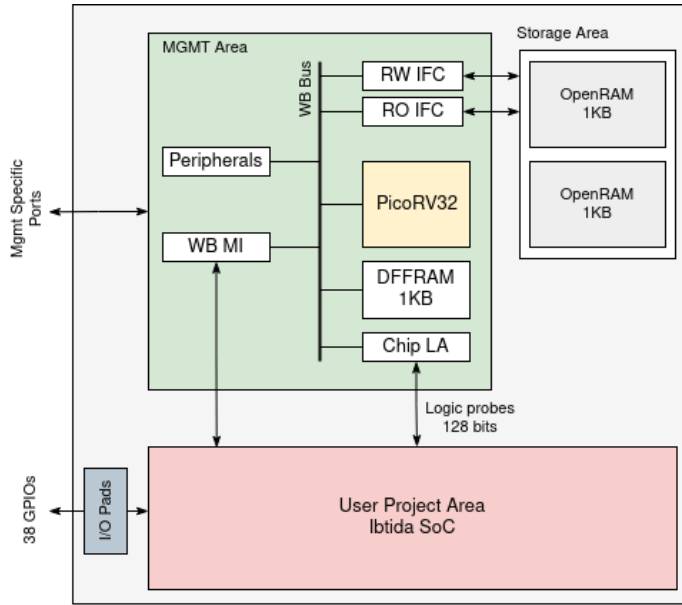 Storage Area
MGMT Area
WB Bus
RW IFC
RO IFC
OpenRAM
1KB
Peripherals
PicoRV32
OpenRAM
1KB
Mgmt Specific
Ports
WB MI
DFFRAM
1KB
Chip LA
Logic probes
128 bits
38 GPIOs
I/O Pads
User Project Area
Ibtida SoC